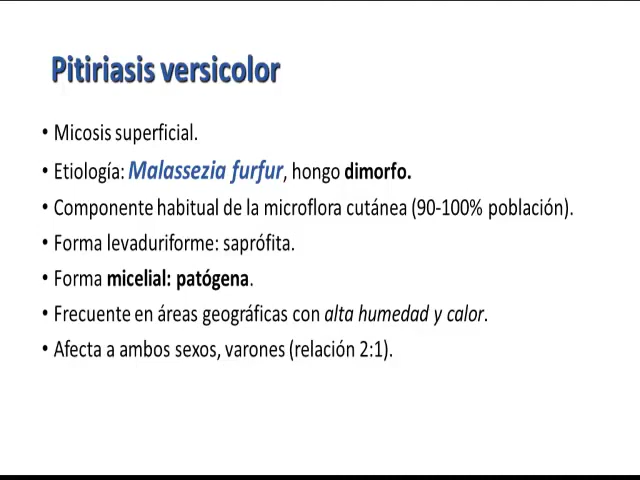 Pitiriasis versicolor
• Micosis superficial.
• Etiología: Malassezia furfur, hongo dimorfo.
• Componente habitual de la microflora cutánea (90-100% población).
• Forma levaduriforme: saprófita.
• Forma micelial: patógena.
• Frecuente en áreas geográficas con alta humedad y calor.
• Afecta a ambos sexos, varones (relación 2:1).